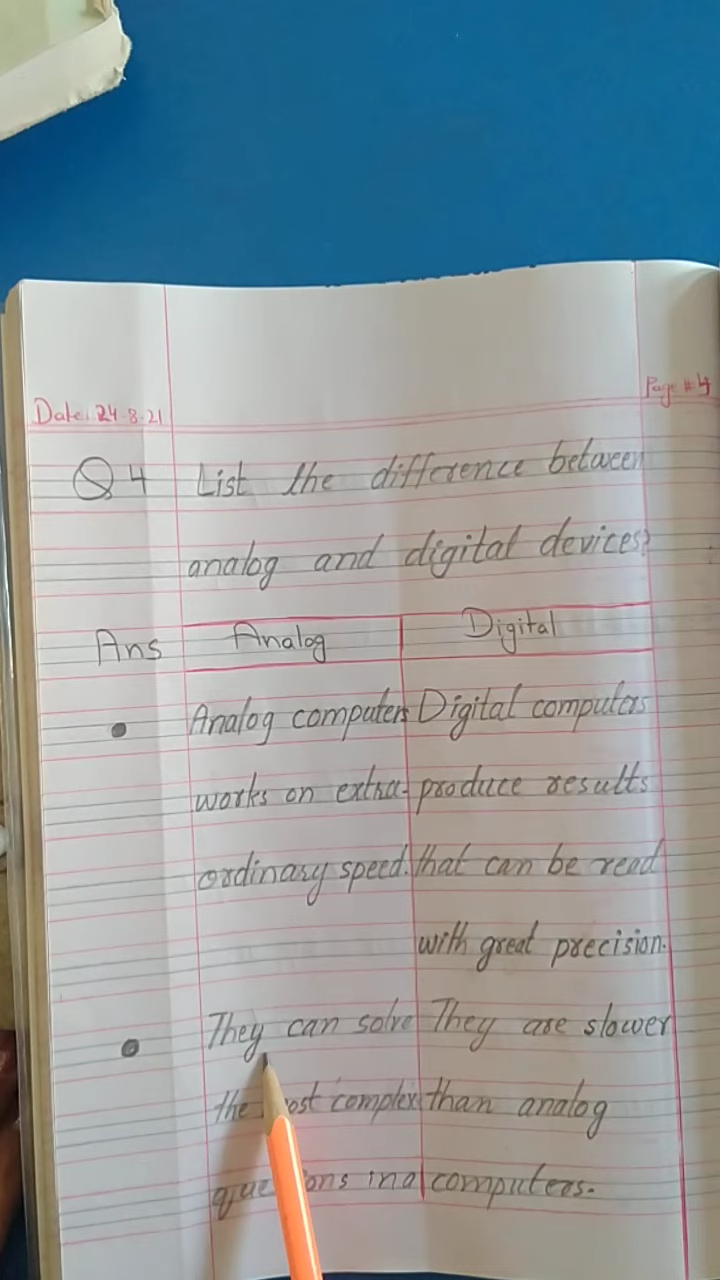 Date: 24-8-21
Page #4
Q 4 List the difference between
analog and digital devices?
Ans Analog Digital
• Analog computers Digital computers
works on extra- produce results
ordinary speed. that can be read
with great precision.
• They can solve They are slower
the most complex than analog
in a computers.